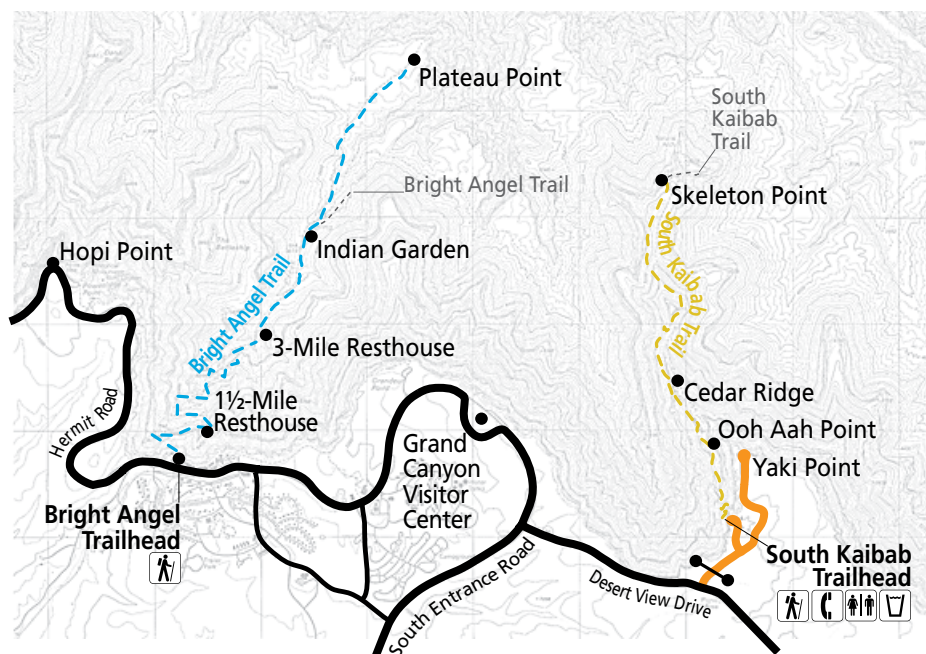 Plateau Point
South
Kaibab
Trail
Bright Angel Trail
Skeleton Point
Indian Garden
Hopi Point
Bright Angel Trail
South Kaibab Trail
3-Mile Resthouse
Cedar Ridge
1½-Mile
Resthouse
Hermit Road
Ooh Aah Point
Grand
Canyon
Visitor
Center
Yaki Point
Bright Angel
Trailhead
South Kaibab
Trailhead
South Entrance Road
Desert View Drive